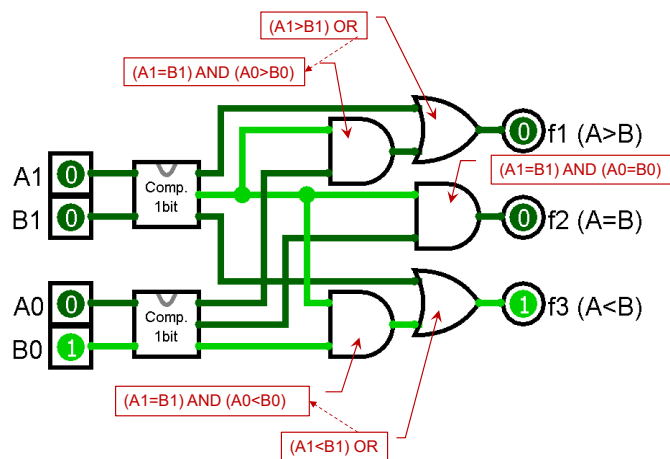 (A1>B1) OR
(A1=B1) AND (A0>B0)
0
f1 (A>B)
A1
0
Comp.
1bit
(A1=B1) AND (A0=B0)
B1
0
0
f2 (A=B)
A0
0
Comp.
1bit
1
f3 (A<B)
B0
1
(A1=B1) AND (A0<B0)
(A1<B1) OR